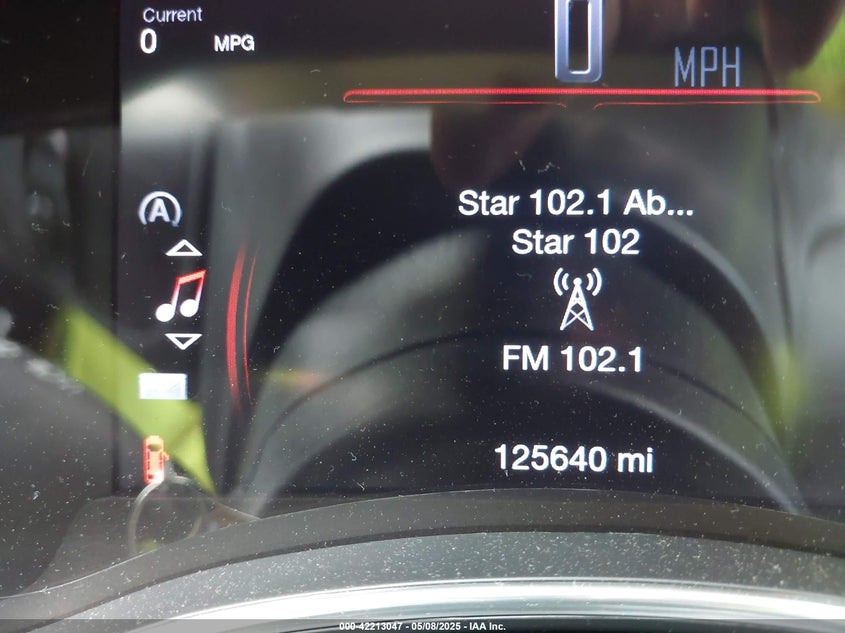 Current
0 MPG
0
MPH
A
Star 102.1 Ab...
Star 102
FM 102.1
125640 mi
000-42213047 - 05/08/2025 - IAA Inc.